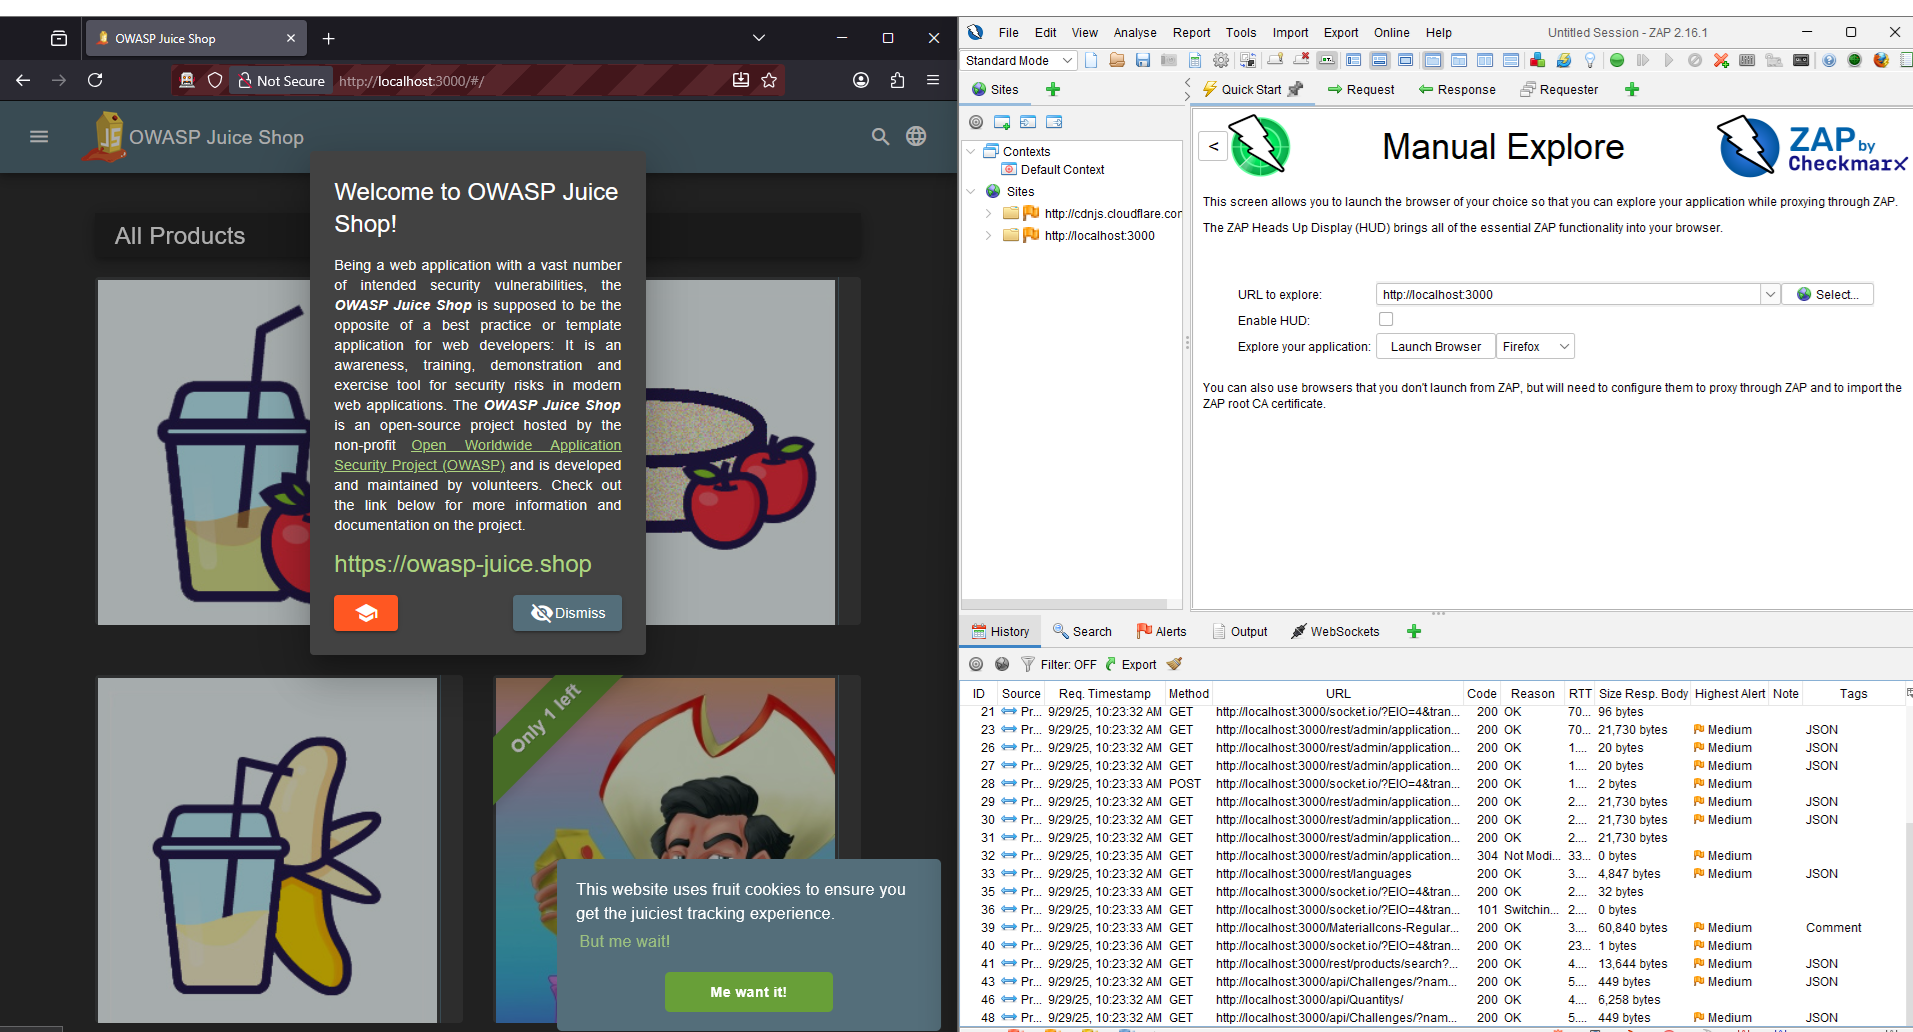 OWASP Juice Shop
Not Secure http://localhost:3000/#/
OWASP Juice Shop
All Products
Welcome to OWASP Juice
Shop!
Being a web application with a vast number
of intended security vulnerabilities, the
OWASP Juice Shop is supposed to be the
opposite of a best practice or template
application for web developers: It is an
awareness, training, demonstration and
exercise tool for security risks in modern
web applications. The OWASP Juice Shop
is an open-source project hosted by the
non-profit Open Worldwide Application
Security Project (OWASP) and is developed
and maintained by volunteers. Check out
the link below for more information and
documentation on the project.
https://owasp-juice.shop
Dismiss
Only 1 left
This website uses fruit cookies to ensure you
get the juiciest tracking experience.
But me wait!
Me want it!
File Edit View Analyse Report Tools Import Export Online Help Untitled Session - ZAP 2.16.1
Standard Mode
Sites
Quick Start Request Response Requester
Contexts
Default Context
Sites
http://cdnjs.cloudflare.cor
http://localhost:3000
<
Manual Explore
ZAP by
Checkmarx
This screen allows you to launch the browser of your choice so that you can explore your application while proxying through ZAP.
The ZAP Heads Up Display (HUD) brings all of the essential ZAP functionality into your browser.
URL to explore: http://localhost:3000 Select...
Enable HUD:
Explore your application: Launch Browser Firefox
You can also use browsers that you don't launch from ZAP, but will need to configure them to proxy through ZAP and to import the
ZAP root CA certificate.
History Search Alerts Output WebSockets
Filter: OFF Export
ID Source Req. Timestamp Method URL Code Reason RTT Size Resp. Body Highest Alert Note Tags
21 Pr... 9/29/25, 10:23:32 AM GET http://localhost:3000/socket.io/?EIO=4&tran... 200 OK 70... 96 bytes
23 Pr... 9/29/25, 10:23:32 AM GET http://localhost:3000/rest/admin/application... 200 OK 70... 21,730 bytes Medium JSON
26 Pr... 9/29/25, 10:23:32 AM GET http://localhost:3000/rest/admin/application... 200 OK 1.... 20 bytes Medium JSON
27 Pr... 9/29/25, 10:23:32 AM GET http://localhost:3000/rest/admin/application... 200 OK 1.... 20 bytes Medium JSON
28 Pr... 9/29/25, 10:23:33 AM POST http://localhost:3000/socket.io/?EIO=4&tran... 200 OK 1.... 2 bytes Medium
29 Pr... 9/29/25, 10:23:32 AM GET http://localhost:3000/rest/admin/application... 200 OK 2.... 21,730 bytes Medium JSON
30 Pr... 9/29/25, 10:23:32 AM GET http://localhost:3000/rest/admin/application... 200 OK 2.... 21,730 bytes Medium JSON
31 Pr... 9/29/25, 10:23:32 AM GET http://localhost:3000/rest/admin/application... 200 OK 2.... 21,730 bytes
32 Pr... 9/29/25, 10:23:35 AM GET http://localhost:3000/rest/admin/application... 304 Not Modi... 33... 0 bytes Medium
33 Pr... 9/29/25, 10:23:32 AM GET http://localhost:3000/rest/languages 200 OK 3.... 4,847 bytes Medium JSON
35 Pr... 9/29/25, 10:23:33 AM GET http://localhost:3000/socket.io/?EIO=4&tran... 200 OK 2.... 32 bytes
36 Pr... 9/29/25, 10:23:33 AM GET http://localhost:3000/socket.io/?EIO=4&tran... 101 Switchin... 2.... 0 bytes
39 Pr... 9/29/25, 10:23:33 AM GET http://localhost:3000/MaterialIcons-Regular... 200 OK 3.... 60,840 bytes Medium Comment
40 Pr... 9/29/25, 10:23:36 AM GET http://localhost:3000/socket.io/?EIO=4&tran... 200 OK 23... 1 bytes Medium
41 Pr... 9/29/25, 10:23:32 AM GET http://localhost:3000/rest/products/search?... 200 OK 4.... 13,644 bytes Medium JSON
43 Pr... 9/29/25, 10:23:32 AM GET http://localhost:3000/api/Challenges/?nam... 200 OK 5.... 449 bytes Medium JSON
46 Pr... 9/29/25, 10:23:32 AM GET http://localhost:3000/api/Quantitys/ 200 OK 4.... 6,258 bytes
48 Pr... 9/29/25, 10:23:32 AM GET http://localhost:3000/api/Challenges/?nam... 200 OK 5.... 449 bytes Medium JSON